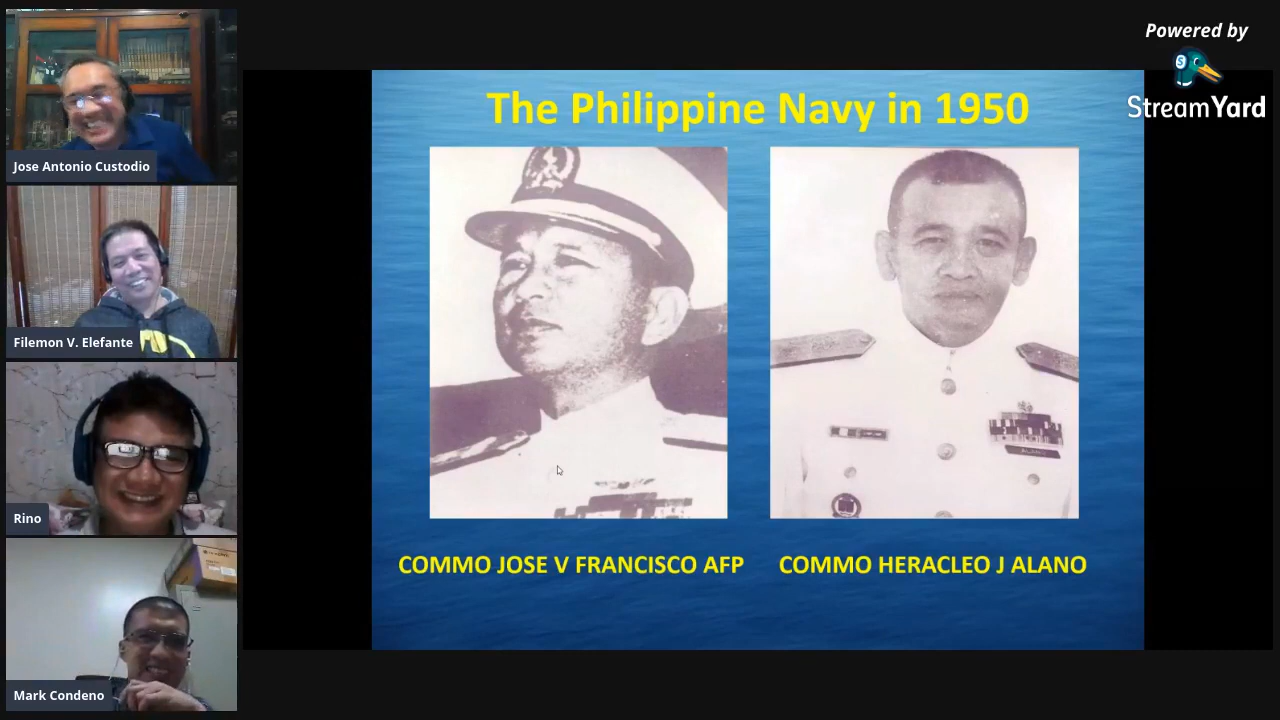 Powered by
StreamYard
The Philippine Navy in 1950
Jose Antonio Custodio
Filemon V. Elefante
Rino
Mark Condeno
COMMO JOSE V FRANCISCO AFP
COMMO HERACLEO J ALANO